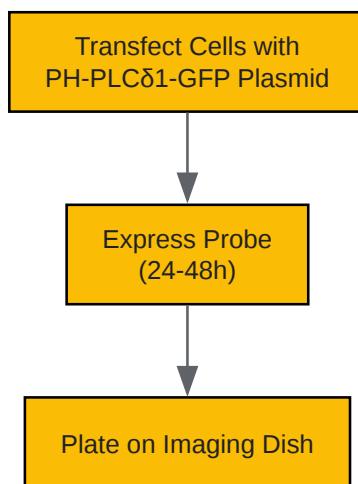 Transfect Cells with
PH-PLCδ1-GFP Plasmid
Express Probe
(24-48h)
Plate on Imaging Dish